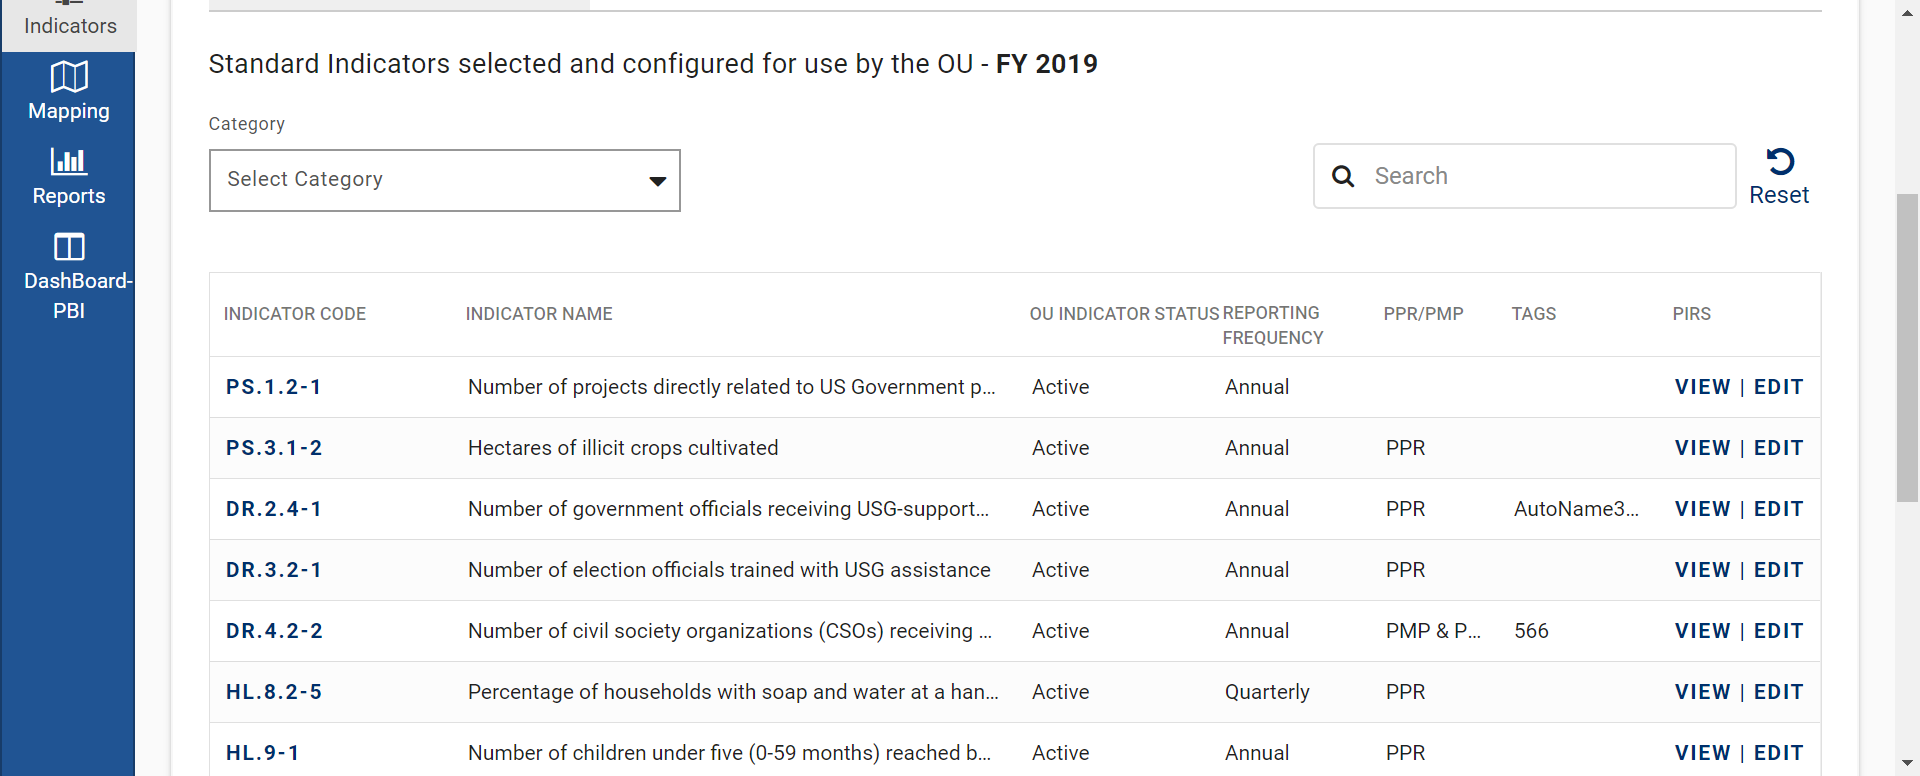 Indicators
Mapping
Reports
DashBoard-
PBI
Standard Indicators selected and configured for use by the OU - FY 2019
Category
Select Category
Search
Reset
INDICATOR CODE INDICATOR NAME OU INDICATOR STATUS REPORTING FREQUENCY PPR/PMP TAGS PIRS
PS.1.2-1 Number of projects directly related to US Government p... Active Annual VIEW | EDIT
PS.3.1-2 Hectares of illicit crops cultivated Active Annual PPR VIEW | EDIT
DR.2.4-1 Number of government officials receiving USG-support... Active Annual PPR AutoName3... VIEW | EDIT
DR.3.2-1 Number of election officials trained with USG assistance Active Annual PPR VIEW | EDIT
DR.4.2-2 Number of civil society organizations (CSOs) receiving ... Active Annual PMP & P... 566 VIEW | EDIT
HL.8.2-5 Percentage of households with soap and water at a han... Active Quarterly PPR VIEW | EDIT
HL.9-1 Number of children under five (0-59 months) reached b... Active Annual PPR VIEW | EDIT